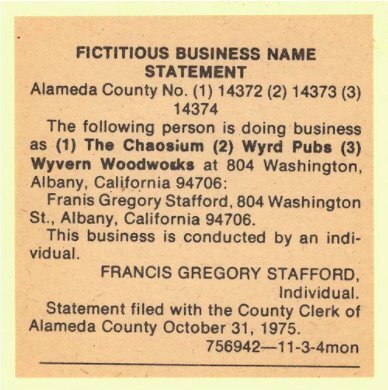 FICTITIOUS BUSINESS NAME
STATEMENT
Alameda County No. (1) 14372 (2) 14373 (3)
14374
The following person is doing business
as (1) The Chaosium (2) Wyrd Pubs (3)
Wyvern Woodwosks at 804 Washington,
Albany, California 94706:
Franis Gregory Stafford, 804 Washington
St., Albany, California 94706.
This business is conducted by an indi-
vidual.
FRANCIS GREGORY STAFFORD,
Individual.
Statement filed with the County Clerk of
Alameda County October 31, 1975.
756942—11-3-4mon